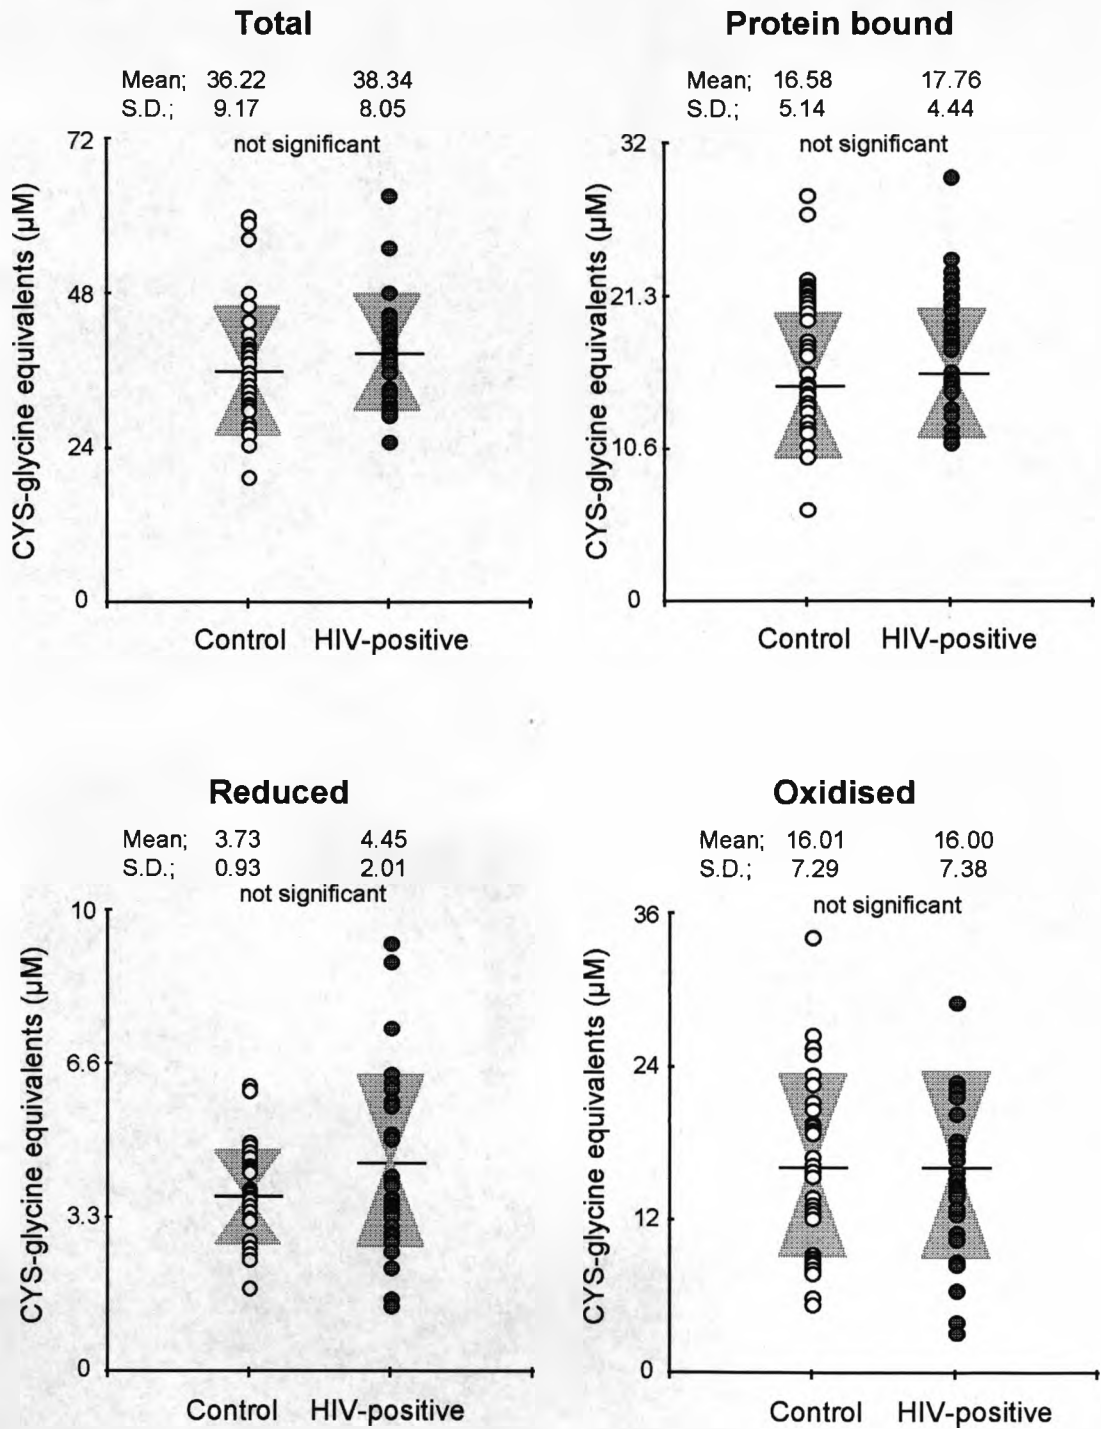 Total
Mean; 36.22 38.34
S.D.; 9.17 8.05
not significant
72
48
24
0
CYS-glycine equivalents (µM)
Control HIV-positive
Protein bound
Mean; 16.58 17.76
S.D.; 5.14 4.44
not significant
32
21.3
10.6
0
CYS-glycine equivalents (µM)
Control HIV-positive
Reduced
Mean; 3.73 4.45
S.D.; 0.93 2.01
not significant
10
6.6
3.3
0
CYS-glycine equivalents (µM)
Control HIV-positive
Oxidised
Mean; 16.01 16.00
S.D.; 7.29 7.38
not significant
36
24
12
0
CYS-glycine equivalents (µM)
Control HIV-positive